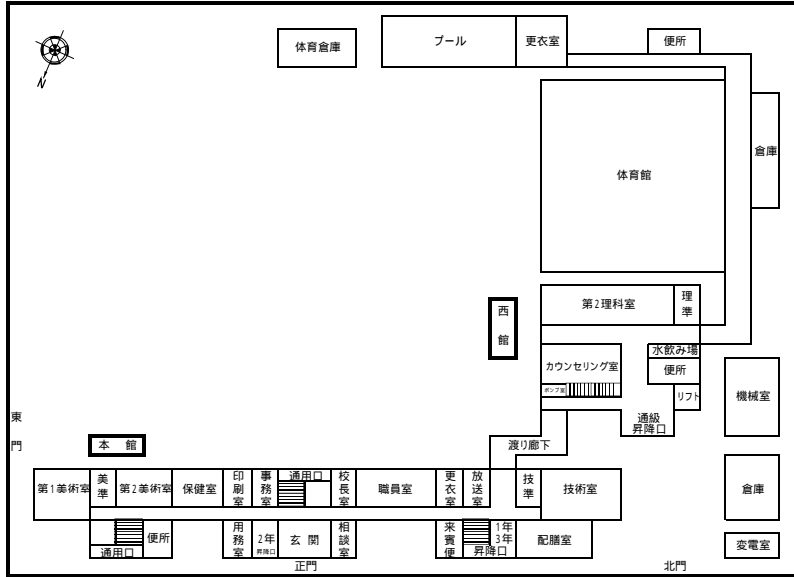 体育倉庫
プール
更衣室
便所
N
倉庫
体育館
第2理科室
理準
西館
水飲み場
カウンセリング室
便所
ポンプ室
リフト
機械室
通級
昇降口
東門
本館
渡り廊下
第1美術室
美準
第2美術室
保健室
印刷室
事務室
通用口
校長室
職員室
更衣室
放送室
技準
技術室
倉庫
通用口
便所
用務室
2年
昇降口
玄関
相談室
来賓便
昇降口
1年
3年
配膳室
変電室
正門
北門